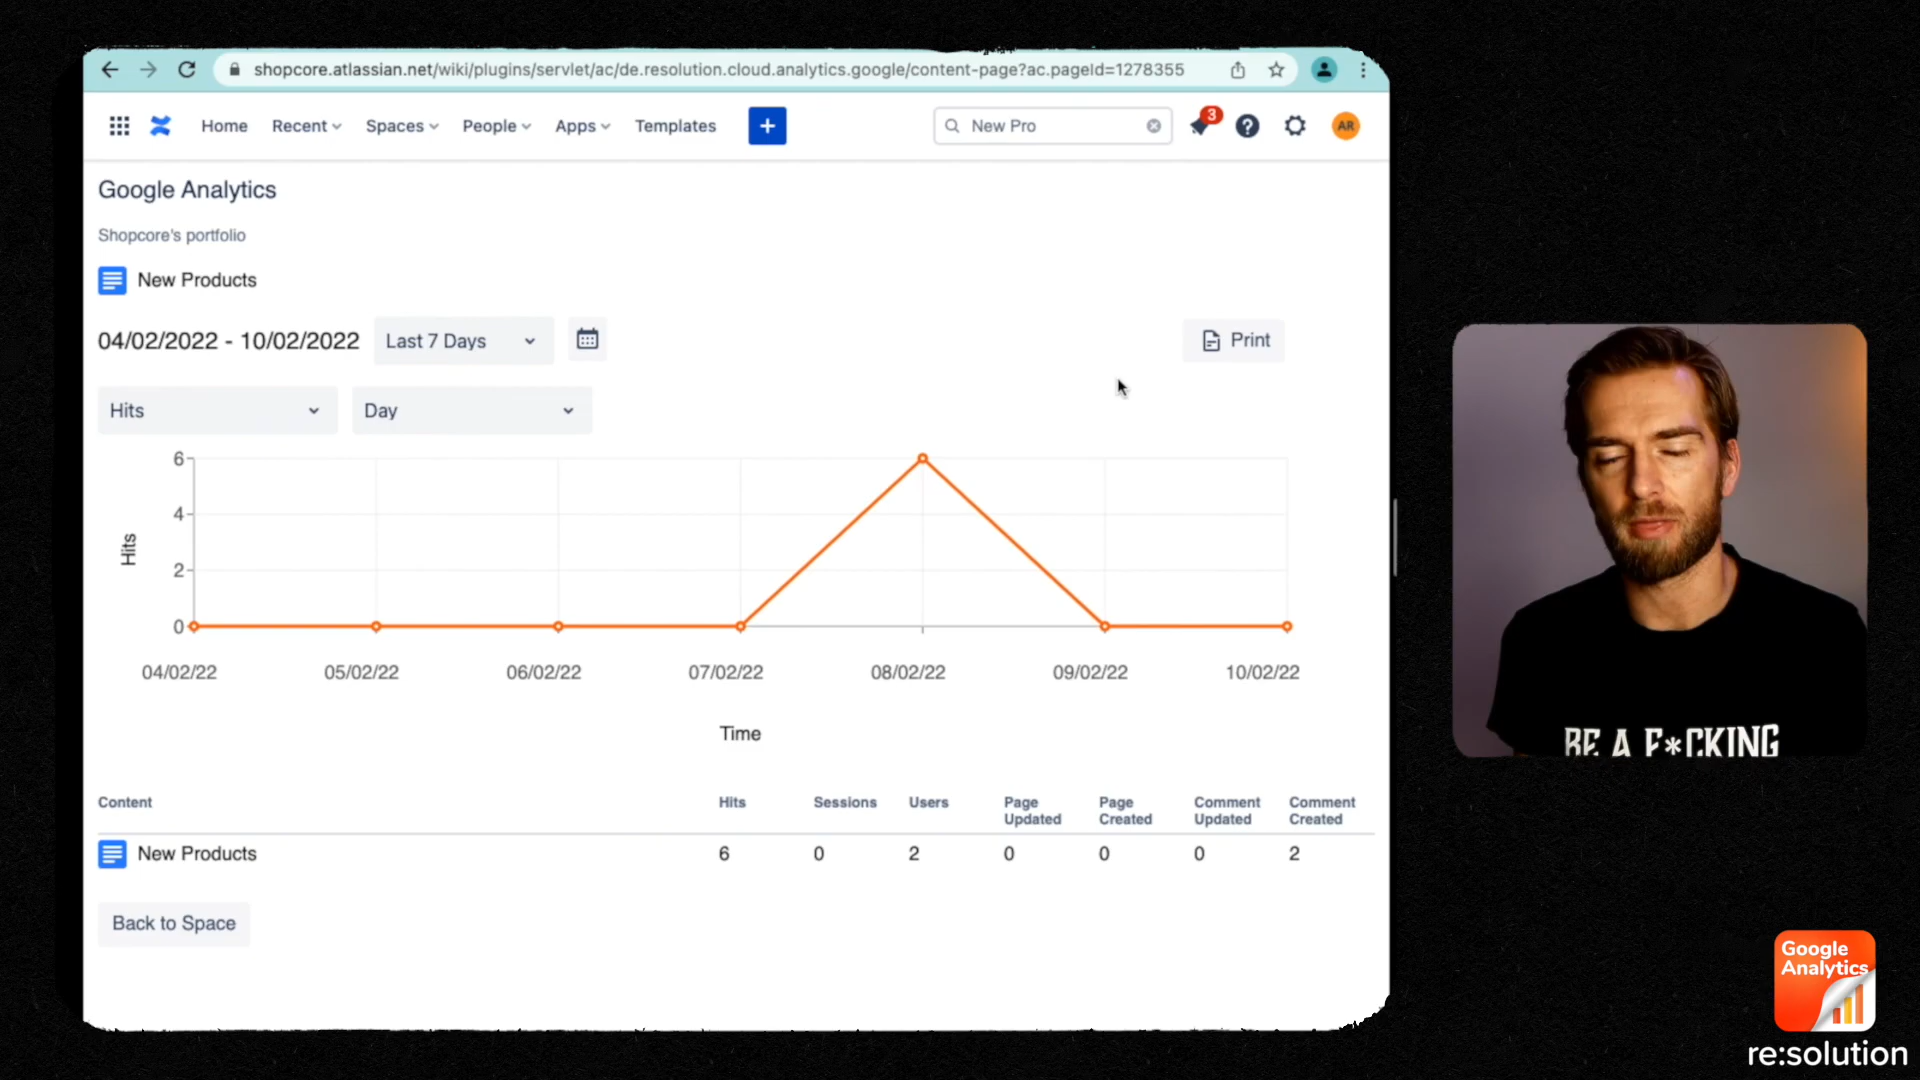 shopcore.atlassian.net/wiki/plugins/servlet/ac/de.resolution.cloud.analytics.google/content-page?ac.pageId=1278355
Home Recent Spaces People Apps Templates + New Pro 3 ? AR
Google Analytics
Shopcore's portfolio
New Products
04/02/2022 - 10/02/2022 Last 7 Days Print
Hits Day
6
4
2
0
Hits
04/02/22 05/02/22 06/02/22 07/02/22 08/02/22 09/02/22 10/02/22
Time
Content Hits Sessions Users Page Updated Page Created Comment Updated Comment Created
New Products 6 0 2 0 0 0 2
Back to Space
BE A F*CKING
Google
Analytics
re:solution